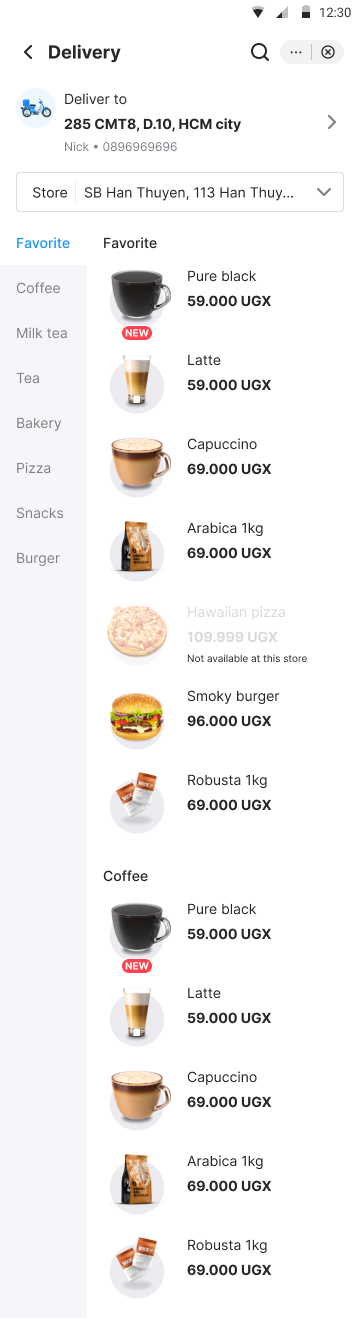 12:30
Delivery
Deliver to
285 CMT8, D.10, HCM city
Nick • 0896969696
Store SB Han Thuyen, 113 Han Thuy...
Favorite
Coffee
Milk tea
Tea
Bakery
Pizza
Snacks
Burger
Favorite
Pure black
59.000 UGX
NEW
Latte
59.000 UGX
Capuccino
69.000 UGX
Arabica 1kg
69.000 UGX
Hawaiian pizza
109.999 UGX
Not available at this store
Smoky burger
96.000 UGX
Robusta 1kg
69.000 UGX
Coffee
Pure black
59.000 UGX
NEW
Latte
59.000 UGX
Capuccino
69.000 UGX
Arabica 1kg
69.000 UGX
Robusta 1kg
69.000 UGX